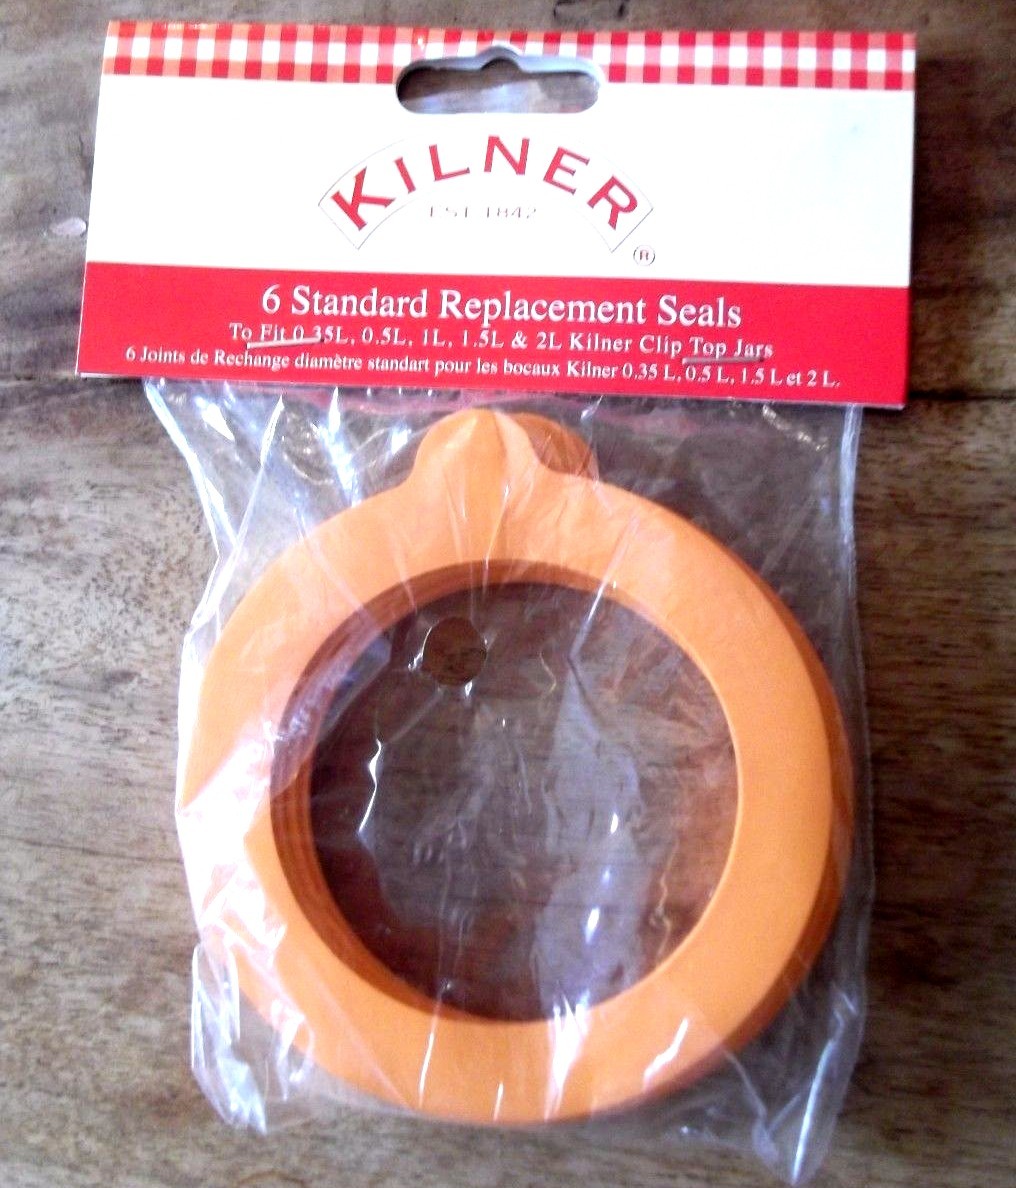 KILNER
EST 1842
®
6 Standard Replacement Seals
To Fit 0.35L, 0.5L, 1L, 1.5L & 2L Kilner Clip Top Jars
6 Joints de Rechange diamètre standart pour les bocaux Kilner 0.35 L, 0.5 L, 1.5 L et 2 L.